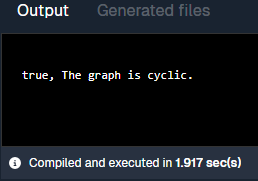 Output Generated files
true, The graph is cyclic.
Compiled and executed in 1.917 sec(s)